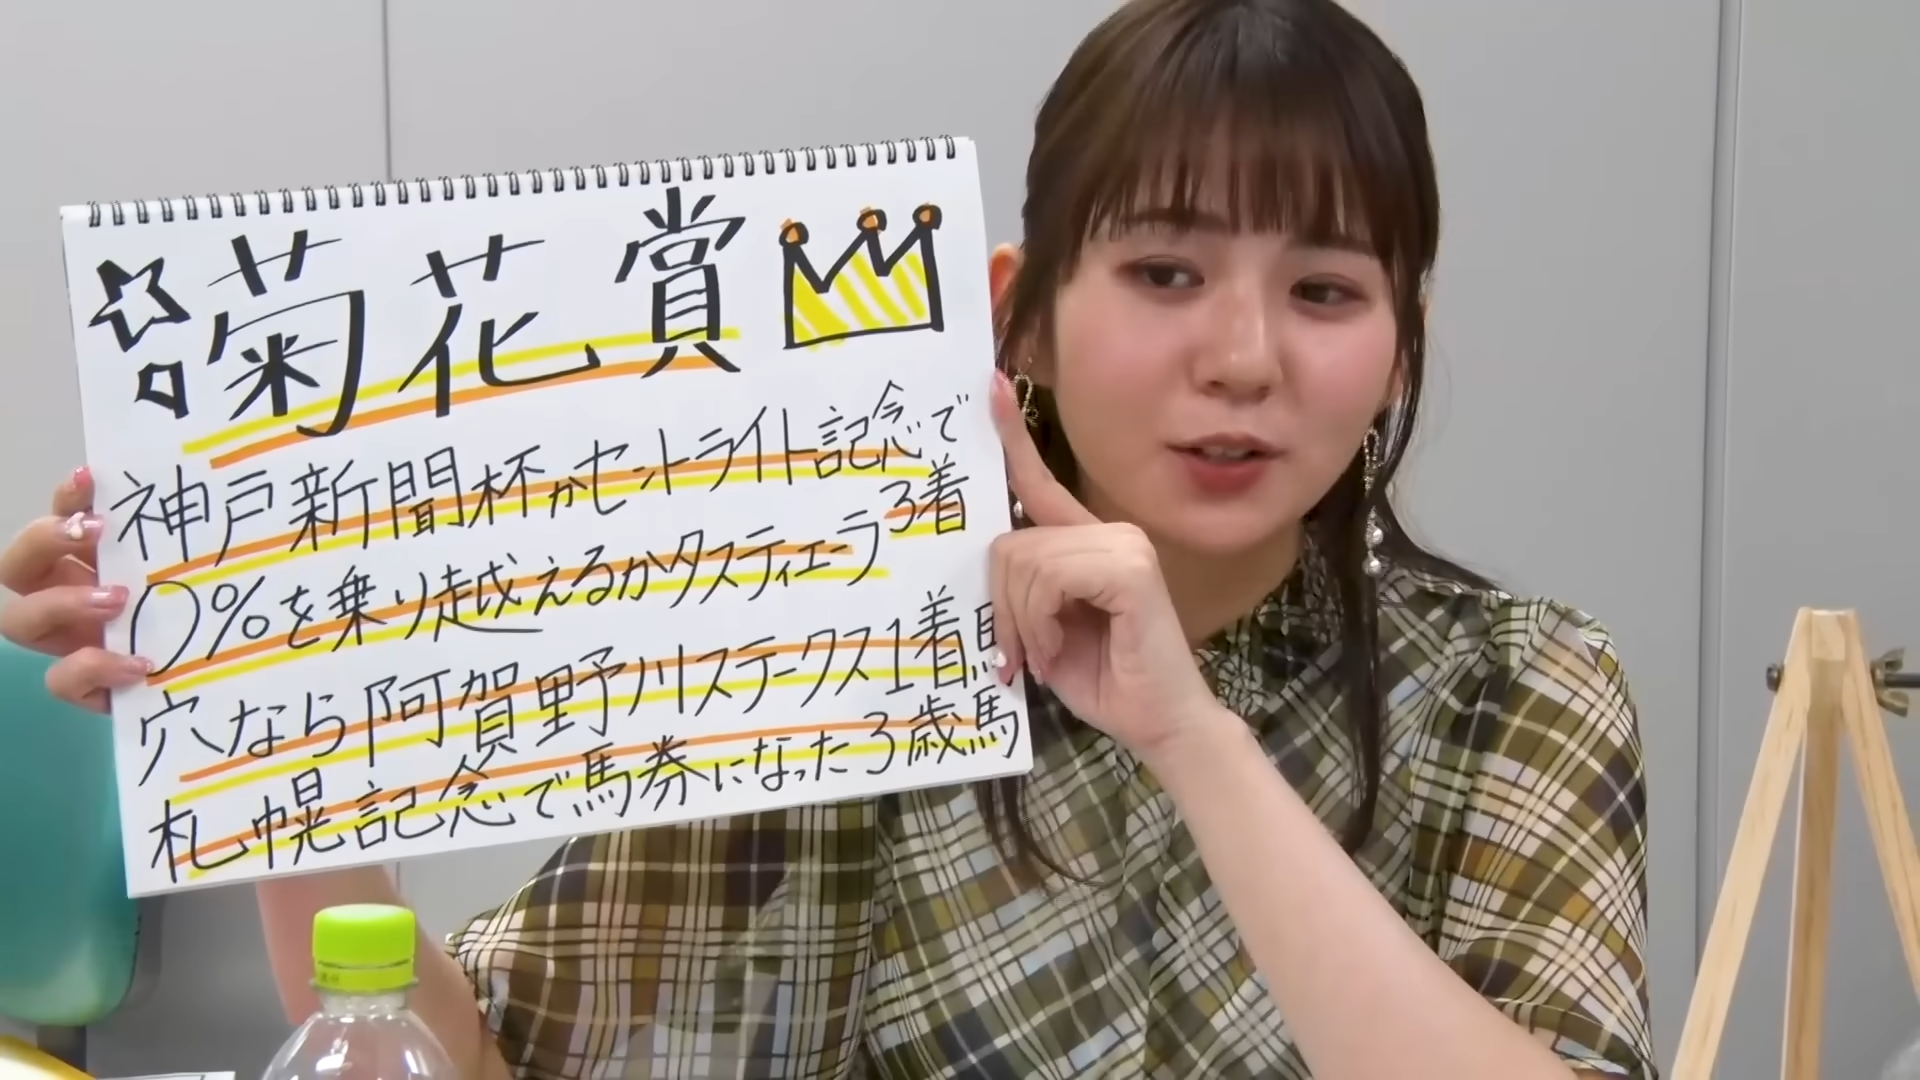 菊花賞
神戸新聞杯かセントライト記念で
3着
0%を乗り越えるかタスティエーラ
穴なら阿賀野川ステークス1着馬
札幌記念で馬券になった3歳馬